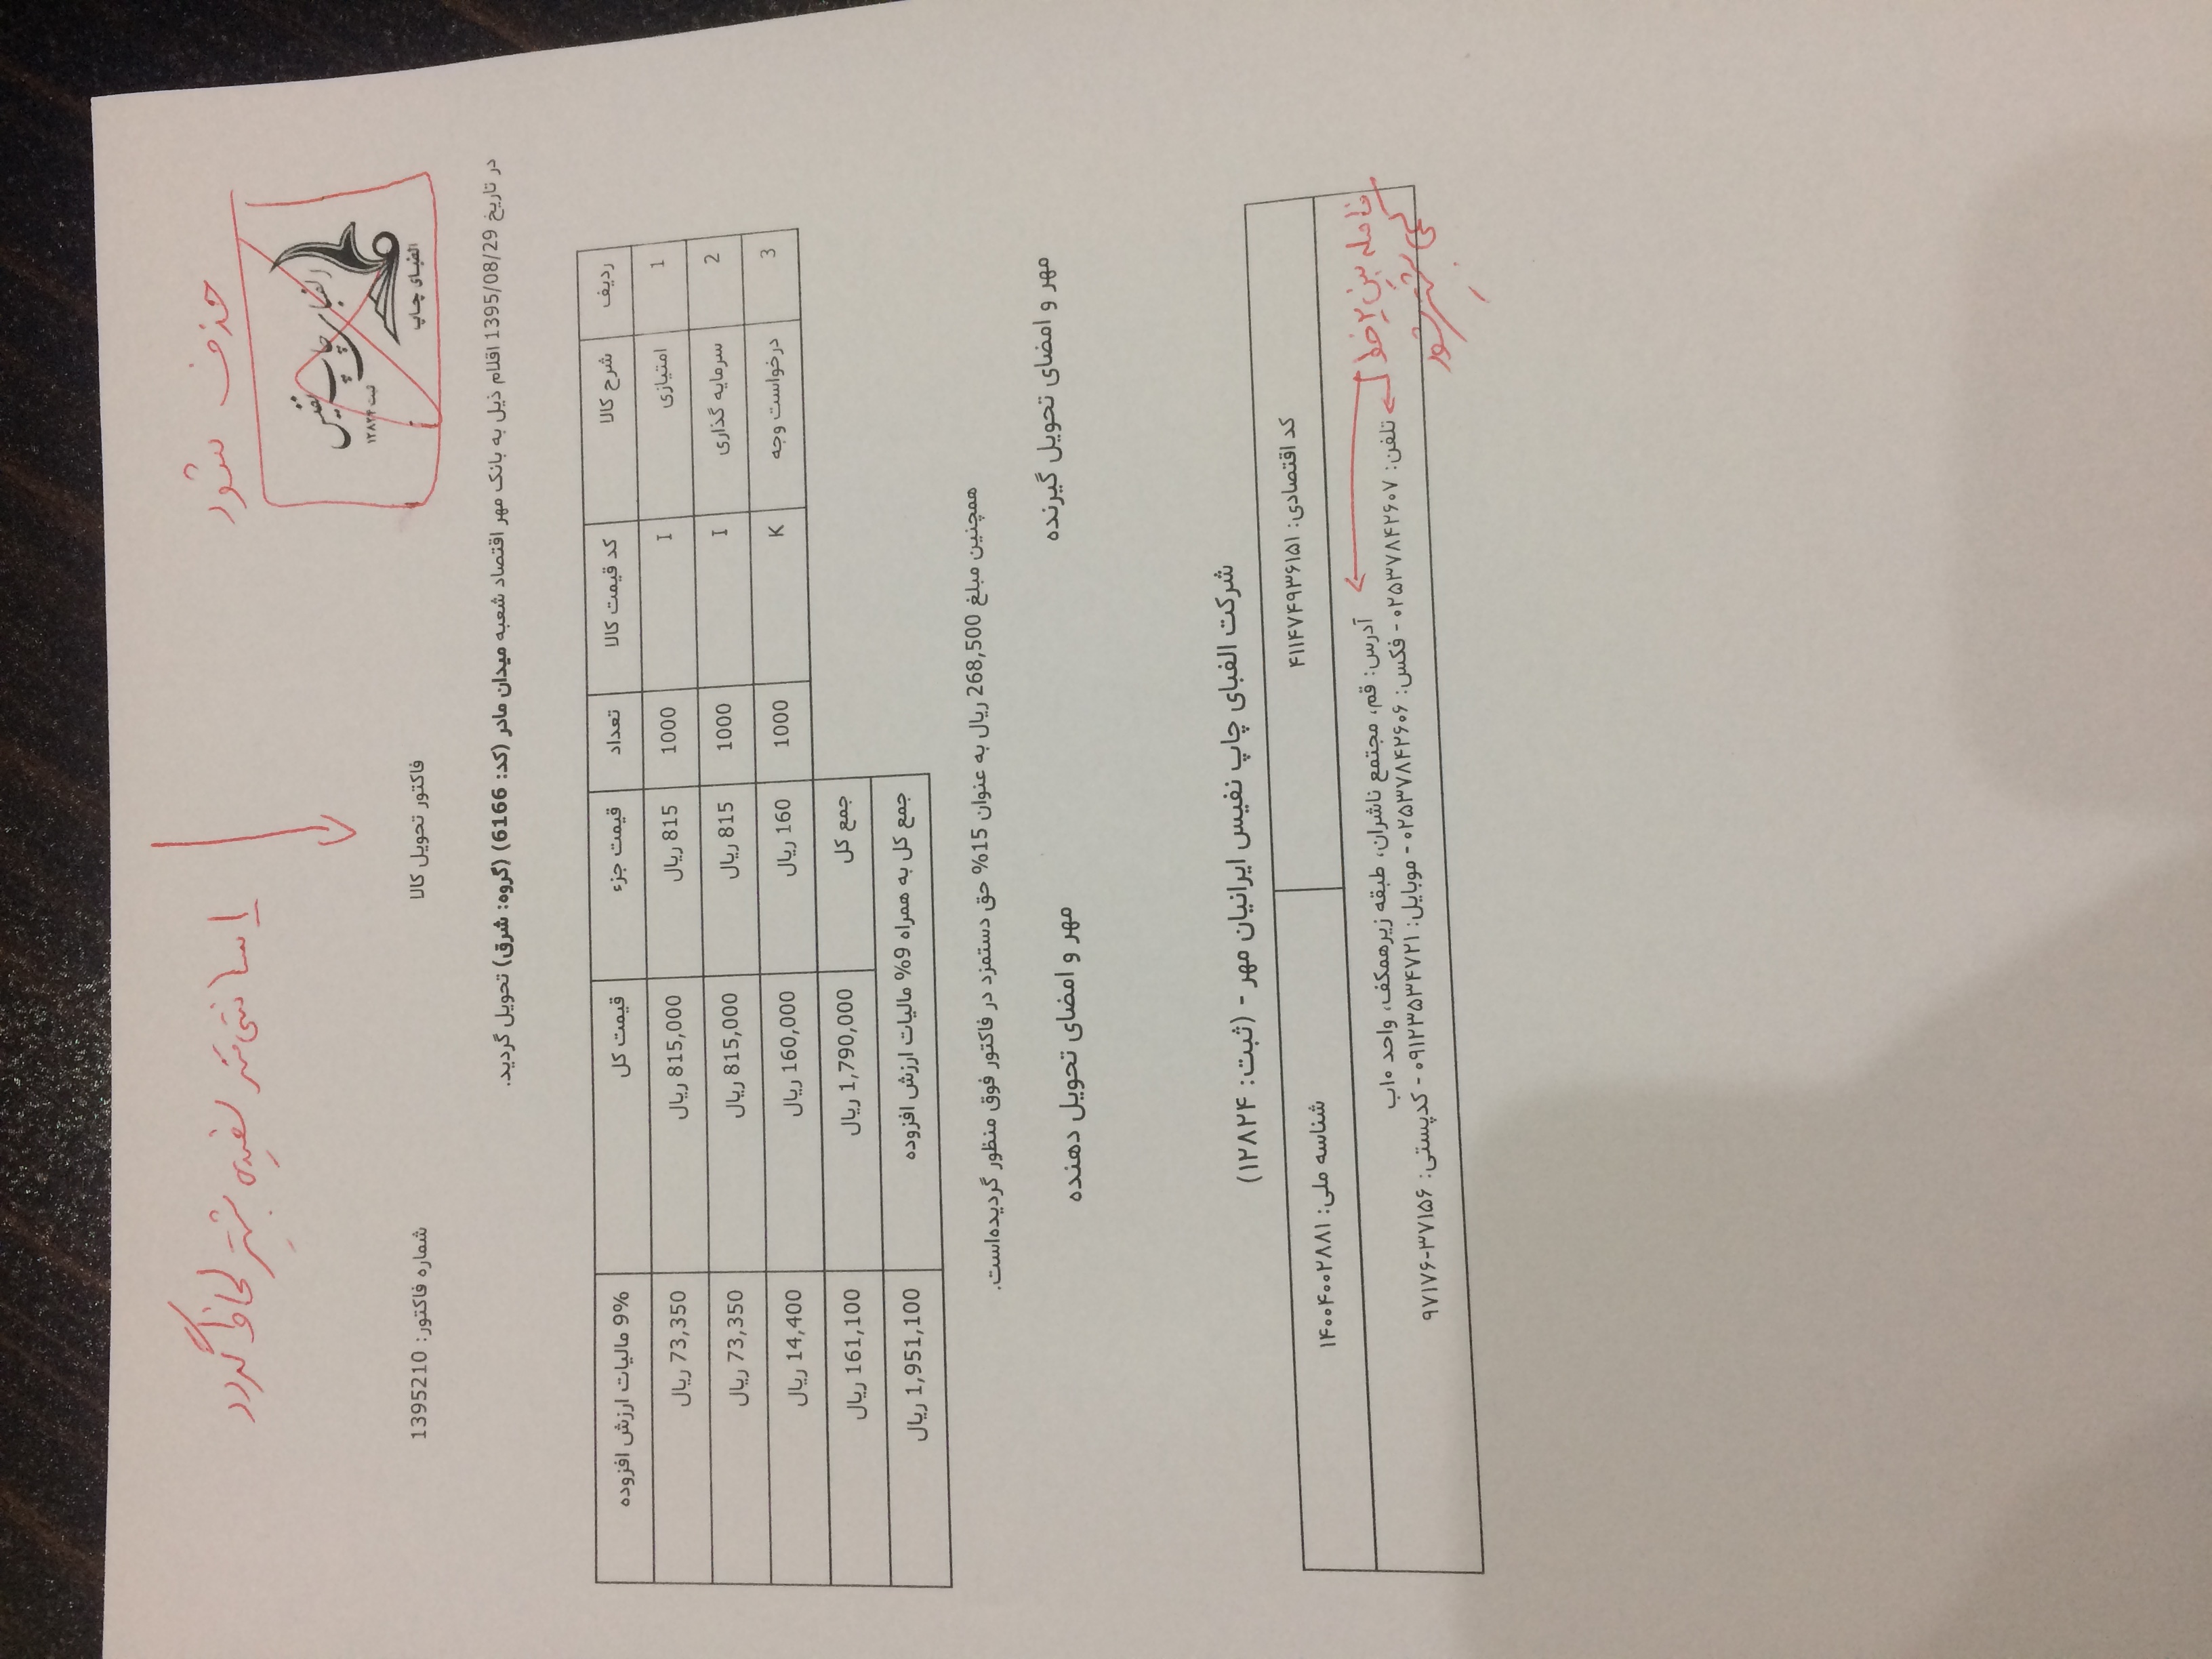 حذف شود
۱ سانتی متر سفیدی بیشتر لحاظ گردد
الفبای چاپ نفیس
ثبت ۱۲۸۲۴
الفبای چاپ
فاکتور تحویل کالا
شماره فاکتور: 1395210
در تاریخ 1395/08/29 اقلام ذیل به بانک مهر اقتصاد شعبه میدان مادر (کد: 6166) (گروه: شرق) تحویل گردید.
ردیف شرح کالا کد قیمت کالا تعداد قیمت جزء قیمت کل 9% مالیات ارزش افزوده
1 امتیازی I 1000 815 ریال 815,000 ریال 73,350 ریال
2 سرمایه گذاری I 1000 815 ریال 815,000 ریال 73,350 ریال
3 درخواست وجه K 1000 160 ریال 160,000 ریال 14,400 ریال
جمع کل 1,790,000 ریال 161,100 ریال
جمع کل به همراه 9% مالیات ارزش افزوده 1,951,100 ریال
همچنین مبلغ 268,500 ریال به عنوان 15% حق دستمزد در فاکتور فوق منظور گردیده‌است.
مهر و امضای تحویل گیرنده مهر و امضای تحویل دهنده
شرکت الفبای چاپ نفیس ایرانیان مهر - (ثبت: ۱۲۸۲۴)
کد اقتصادی: ۴۱۱۴۷۴۹۳۶۱۵۱ شناسه ملی: ۱۴۰۰۴۰۰۲۸۸۱
آدرس: قم، مجتمع ناشران، طبقه زیرهمکف، واحد ۱۰ب
تلفن: ۰۲۵۳۷۸۴۲۶۰۷ - فکس: ۰۲۵۳۷۸۴۲۶۰۶ - موبایل: ۰۹۱۲۳۵۳۴۷۲۱ - کدپستی: ۳۷۱۵۶-۹۷۱۷۶
فاصله بین ۲ خط
کمی بیشتر شود